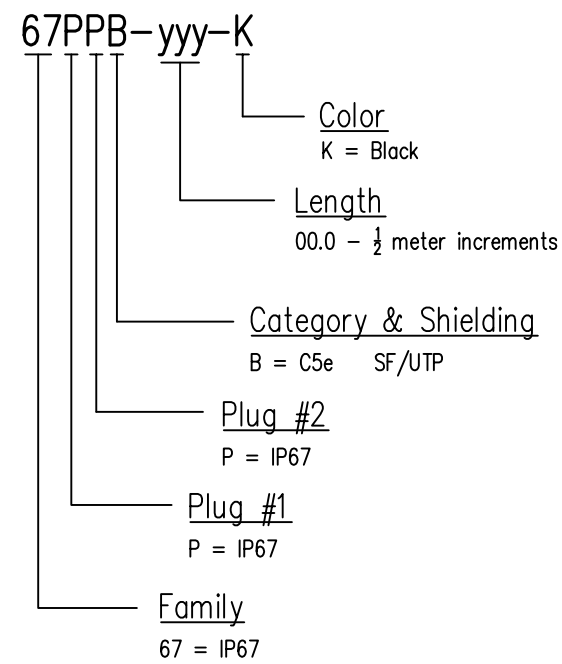 67PPB-yyy-K
Color
K = Black
Length
00.0 - ½ meter increments
Category & Shielding
B = C5e SF/UTP
Plug #2
P = IP67
Plug #1
P = IP67
Family
67 = IP67